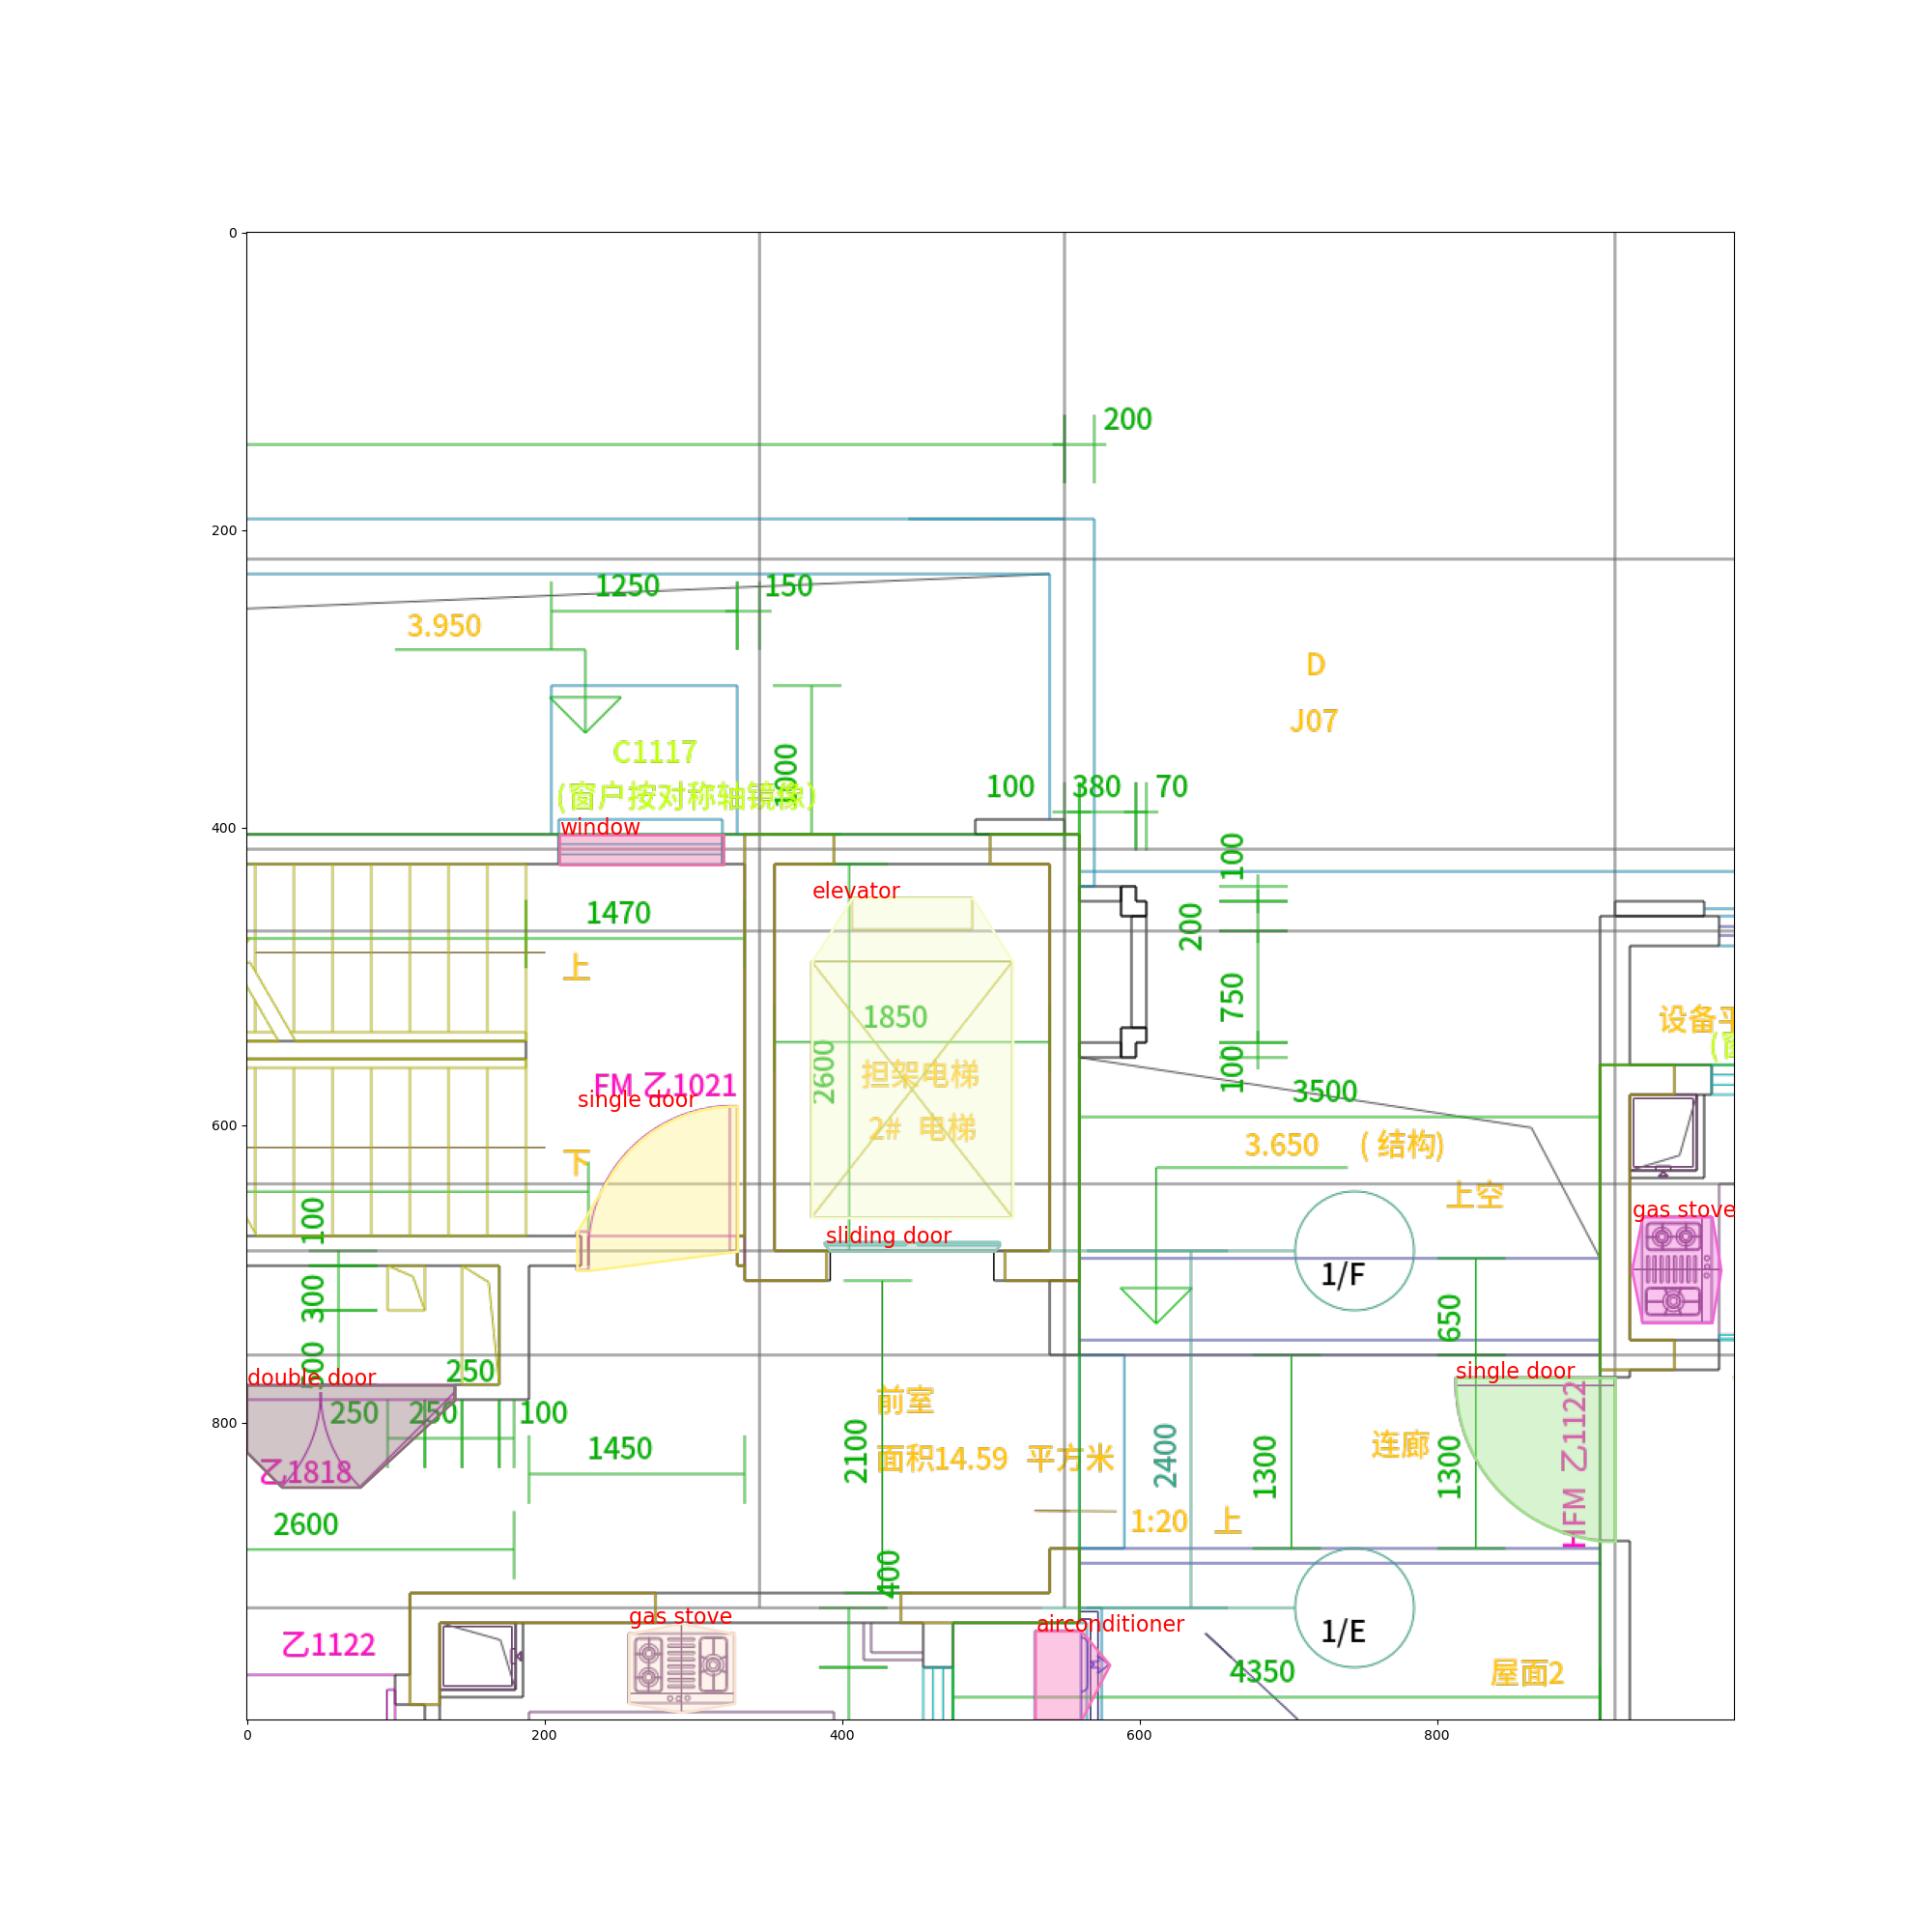 0
200
200
1250
150
3.950
D
J07
C1117
(窗户按对称轴镜像)
1000
100
380
70
400
window
100
elevator
1470
200
上
1850
750
设备平
担架电梯
2600
2# 电梯
FM 乙1021
single door
100
3500
600
下
3.650 ( 结构)
上空
100
gas stove
sliding door
1/F
300
650
double door
250
single door
前室
250
250
100
800
1450
2100
面积14.59 平方米
2400
1300
连廊
1300
HFM 乙1122
乙1818
2600
1:20 上
400
gas stove
airconditioner
1/E
乙1122
4350
屋面2
0
200
400
600
800